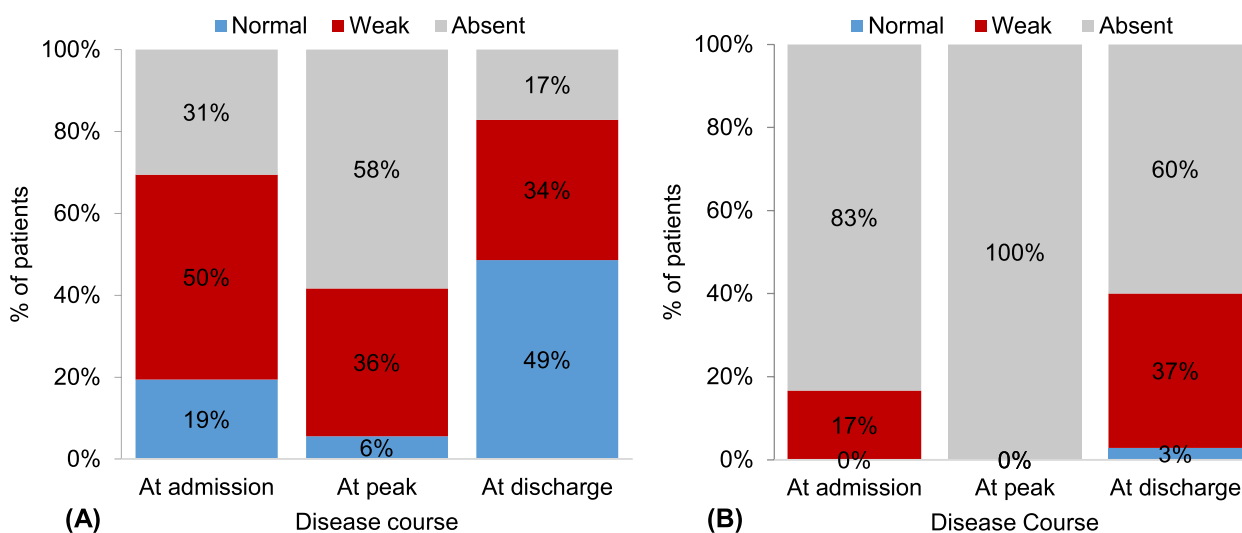 Normal Weak Absent
100%
80%
60%
40%
20%
0%
% of patients
31%
50%
19%
58%
36%
6%
17%
34%
49%
At admission At peak At discharge
Disease course
(A)
Normal Weak Absent
100%
80%
60%
40%
20%
0%
% of patients
83%
17%
0%
100%
0%
60%
37%
3%
At admission At peak At discharge
Disease Course
(B)